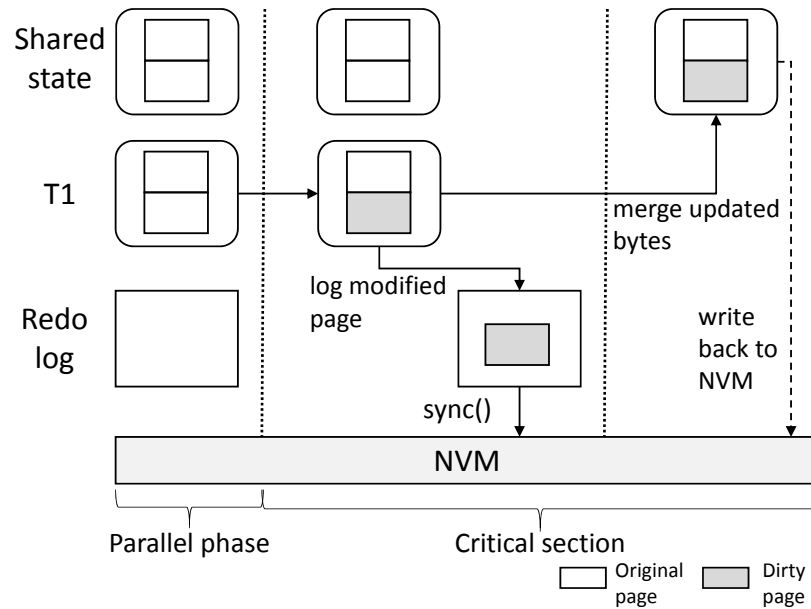 Shared
state
T1
merge updated
bytes
log modified
page
Redo
log
write
back to
NVM
sync()
NVM
Parallel phase
Critical section
Original
page
Dirty
page